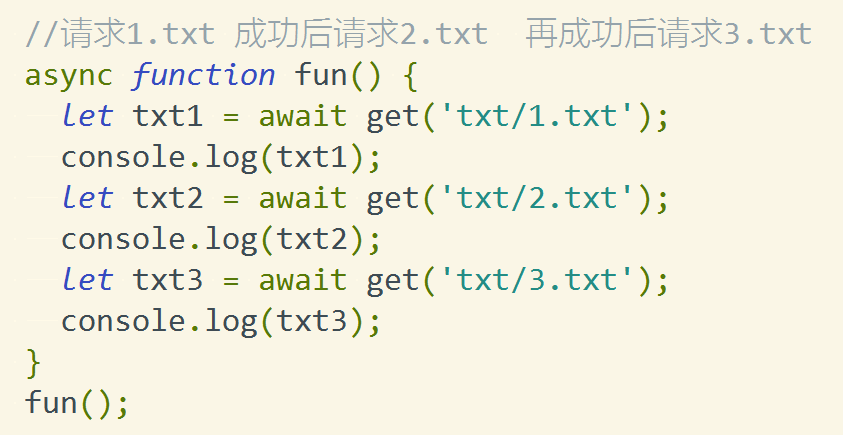 //请求1.txt 成功后请求2.txt  再成功后请求3.txt
async function fun() {
  let txt1 = await get('txt/1.txt');
  console.log(txt1);
  let txt2 = await get('txt/2.txt');
  console.log(txt2);
  let txt3 = await get('txt/3.txt');
  console.log(txt3);
}
fun();